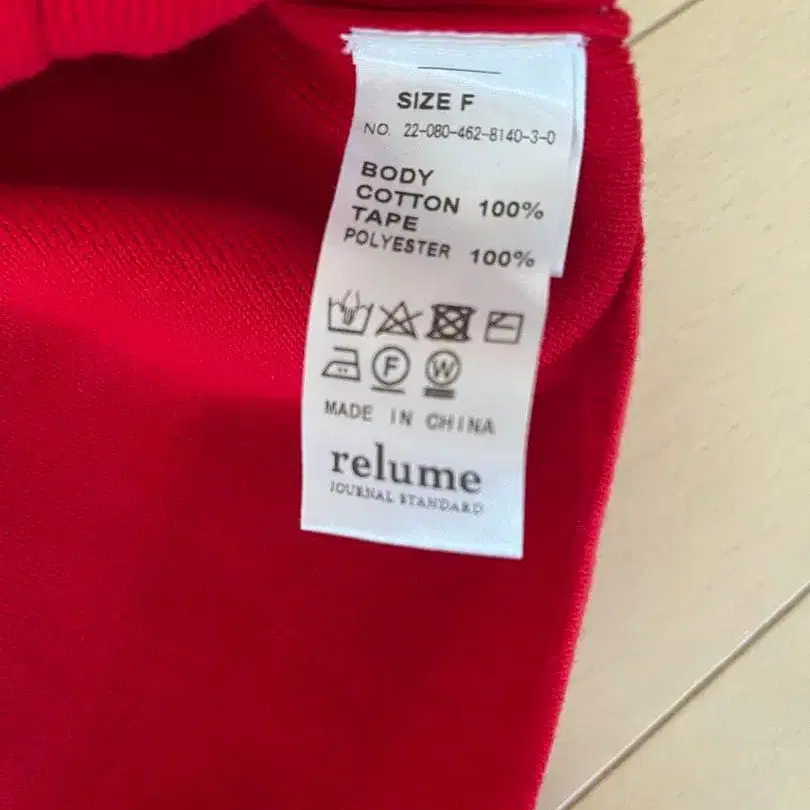 SIZE F
NO. 22-080-462-8140-3-0
BODY
COTTON 100%
TAPE
POLYESTER 100%
F W
MADE IN CHINA
relume
JOURNAL STANDARD